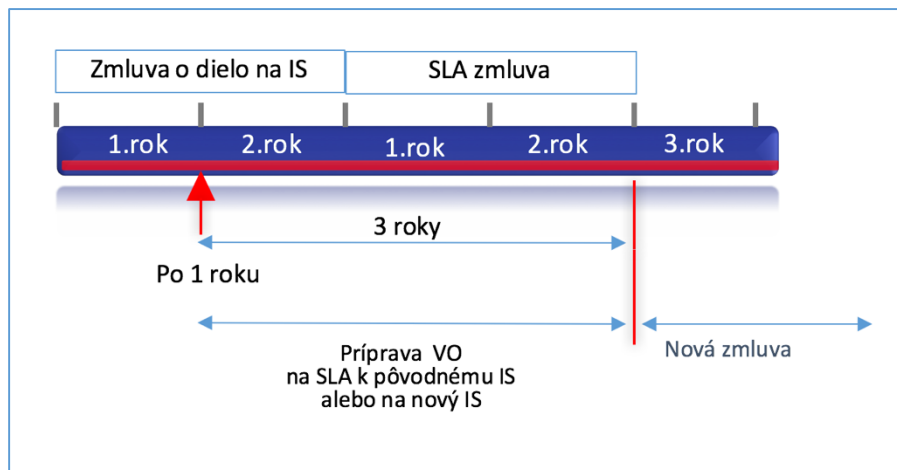 Zmluva o dielo na IS
SLA zmluva
1.rok
2.rok
1.rok
2.rok
3.rok
3 roky
Po 1 roku
Príprava VO
na SLA k pôvodnému IS
alebo na nový IS
Nová zmluva